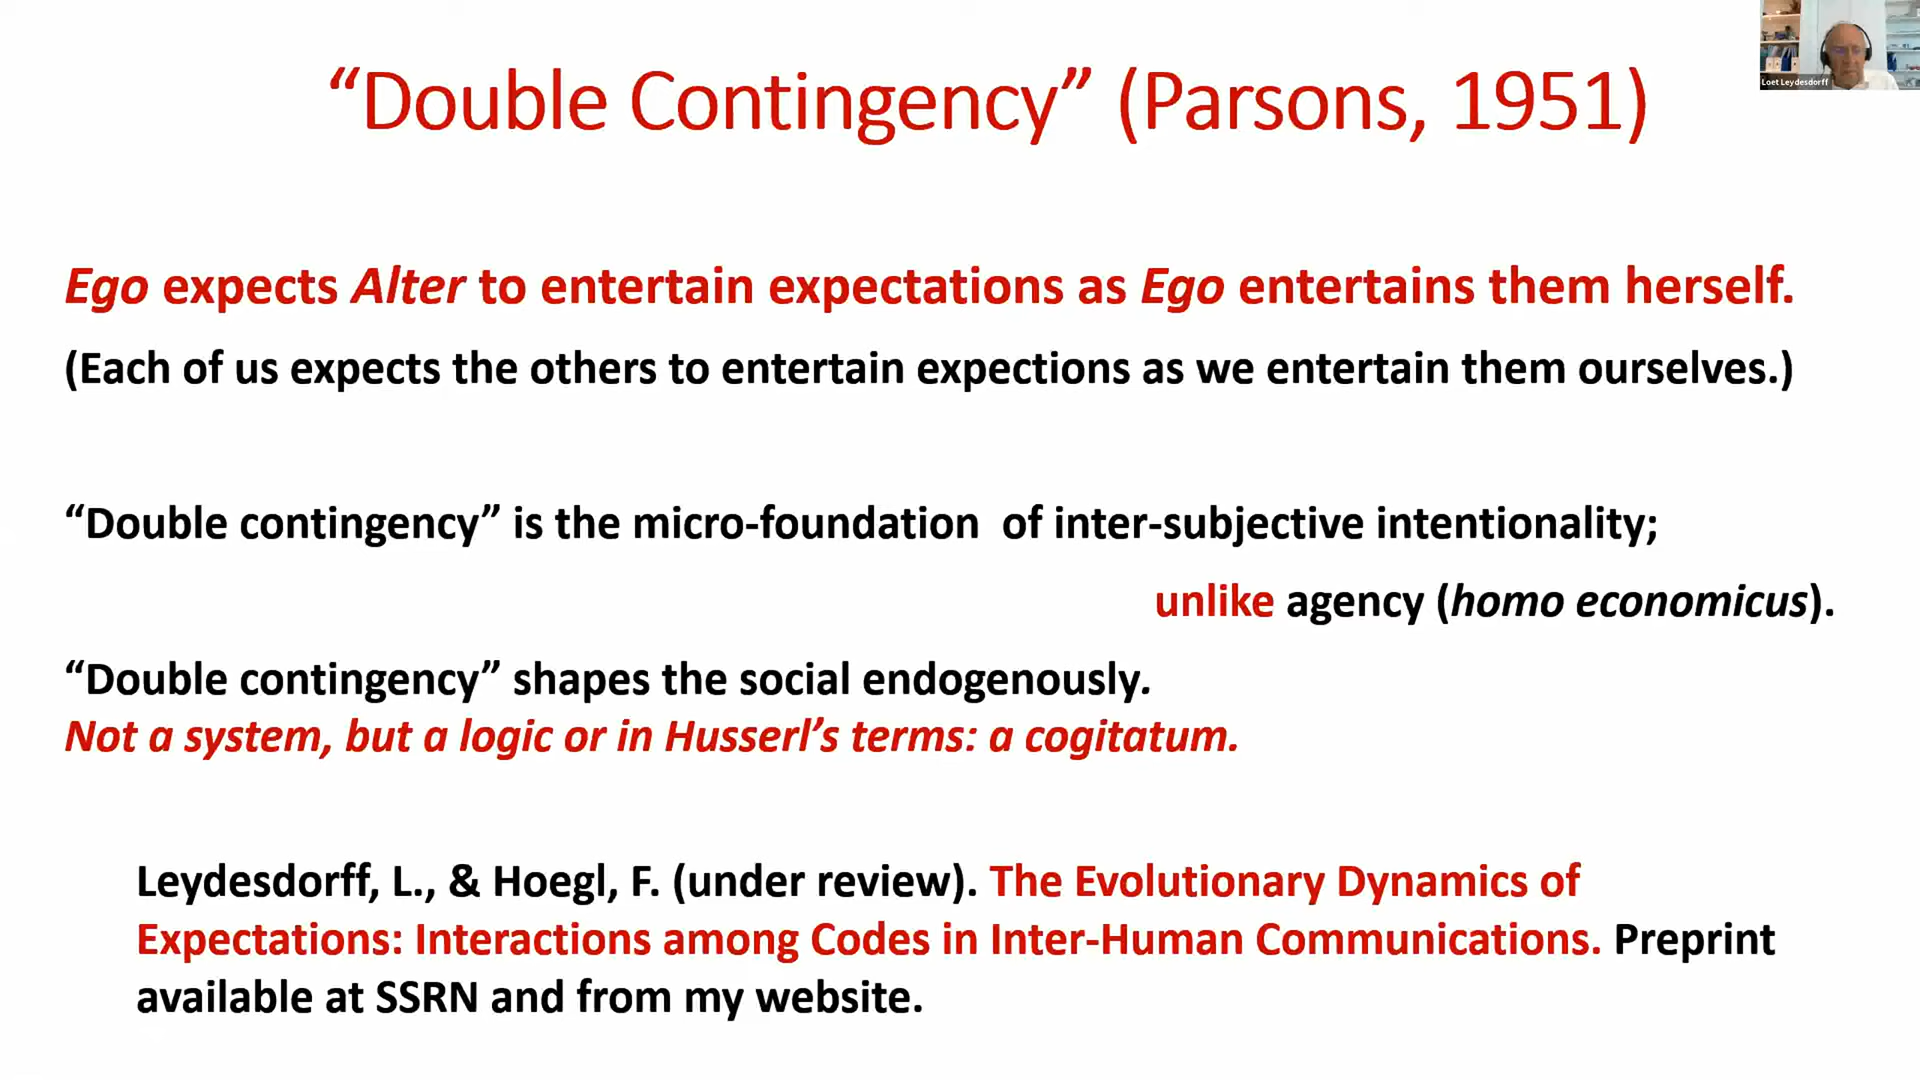 “Double Contingency” (Parsons, 1951)
Loet Leydesdorff
Ego expects Alter to entertain expectations as Ego entertains them herself.
(Each of us expects the others to entertain expections as we entertain them ourselves.)
“Double contingency” is the micro-foundation of inter-subjective intentionality;
unlike agency (homo economicus).
“Double contingency” shapes the social endogenously.
Not a system, but a logic or in Husserl’s terms: a cogitatum.
Leydesdorff, L., & Hoegl, F. (under review). The Evolutionary Dynamics of
Expectations: Interactions among Codes in Inter-Human Communications. Preprint
available at SSRN and from my website.